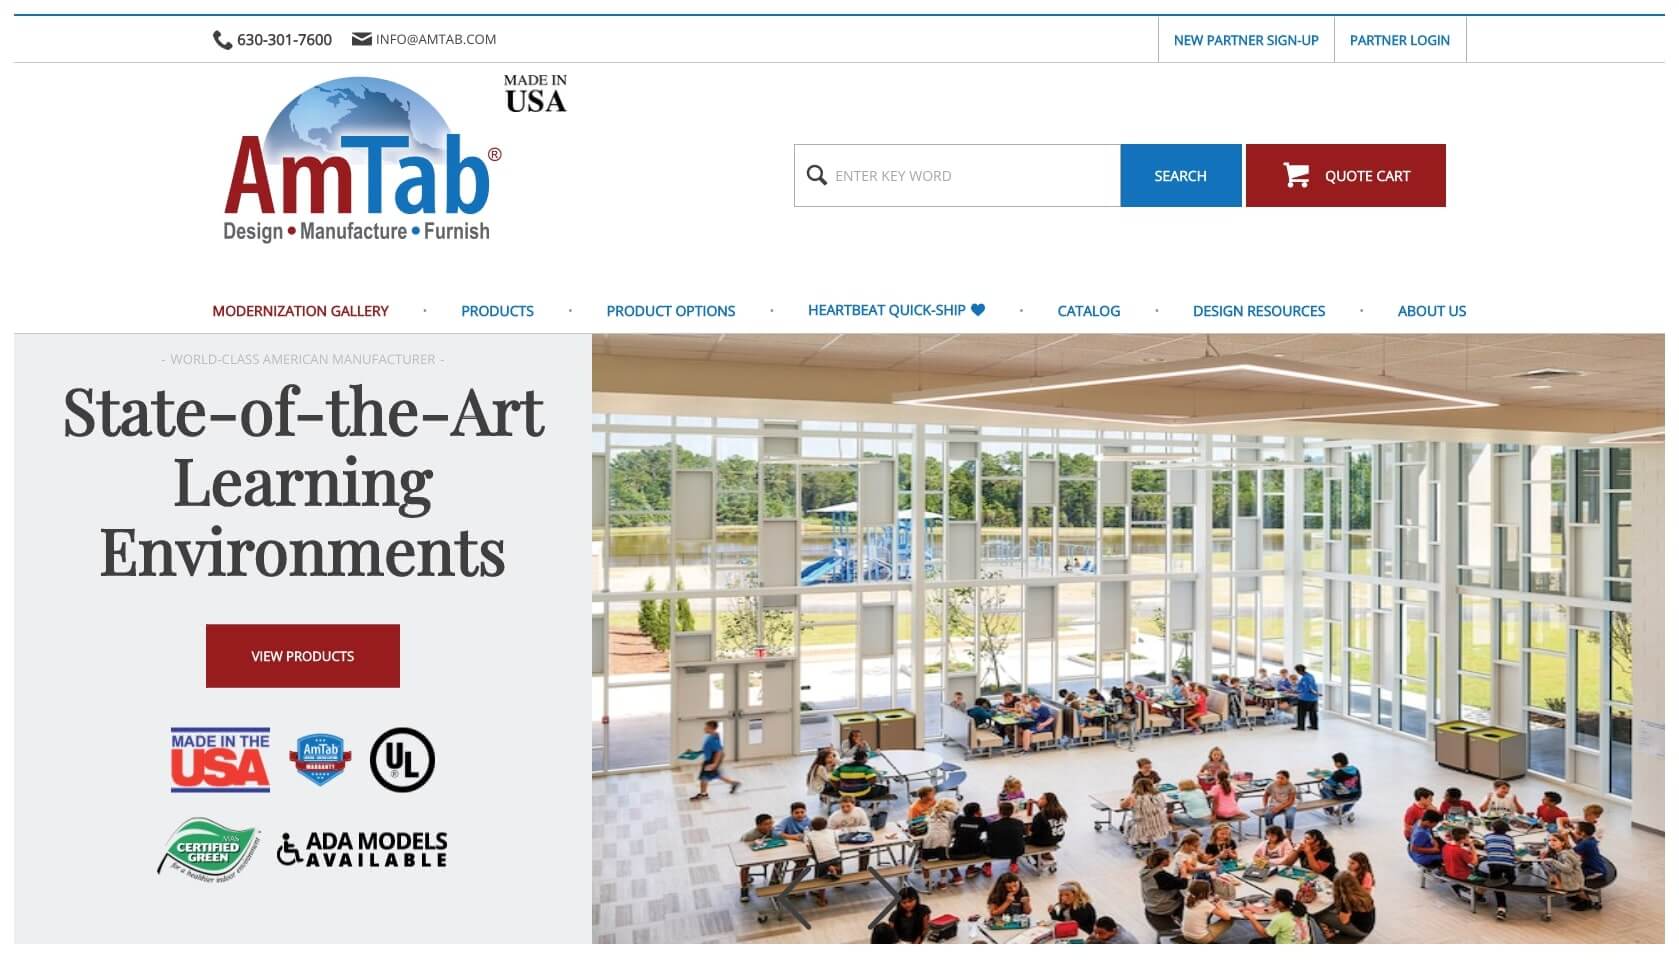 630-301-7600
INFO@AMTAB.COM
NEW PARTNER SIGN-UP
PARTNER LOGIN
MADE IN
USA
AmTab®
Design • Manufacture • Furnish
ENTER KEY WORD
SEARCH
QUOTE CART
MODERNIZATION GALLERY
PRODUCTS
PRODUCT OPTIONS
HEARTBEAT QUICK-SHIP
CATALOG
DESIGN RESOURCES
ABOUT US
- WORLD-CLASS AMERICAN MANUFACTURER -
State-of-the-Art
Learning
Environments
VIEW PRODUCTS
MADE IN THE
USA
AmTab
WARRANTY
UL®
MAS
CERTIFIED
GREEN
for a healthier indoor environment
ADA MODELS
AVAILABLE